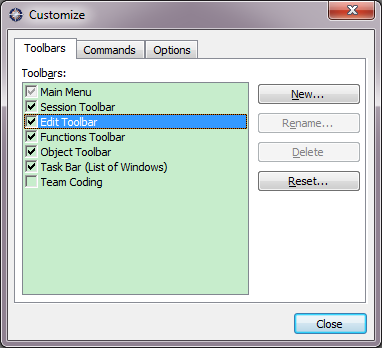 Customize
Toolbars Commands Options
Toolbars:
Main Menu
Session Toolbar
Edit Toolbar
Functions Toolbar
Object Toolbar
Task Bar (List of Windows)
Team Coding
New...
Rename...
Delete
Reset...
Close